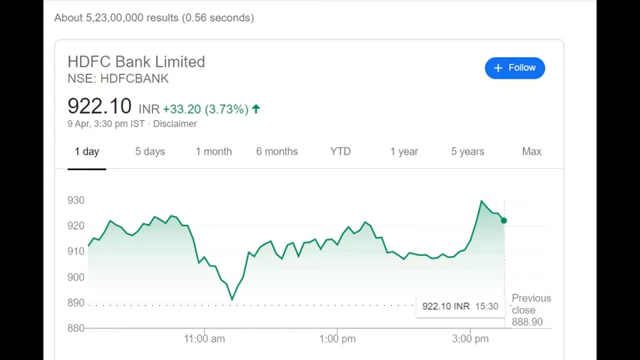 About 5,23,00,000 results (0.56 seconds)
HDFC Bank Limited
NSE: HDFCBANK
+ Follow
922.10 INR +33.20 (3.73%) ↑
9 Apr, 3:30 pm IST · Disclaimer
1 day 5 days 1 month 6 months YTD 1 year 5 years Max
930
920
910
900
890
880
922.10 INR 15:30
Previous
close
888.90
11:00 am 1:00 pm 3:00 pm